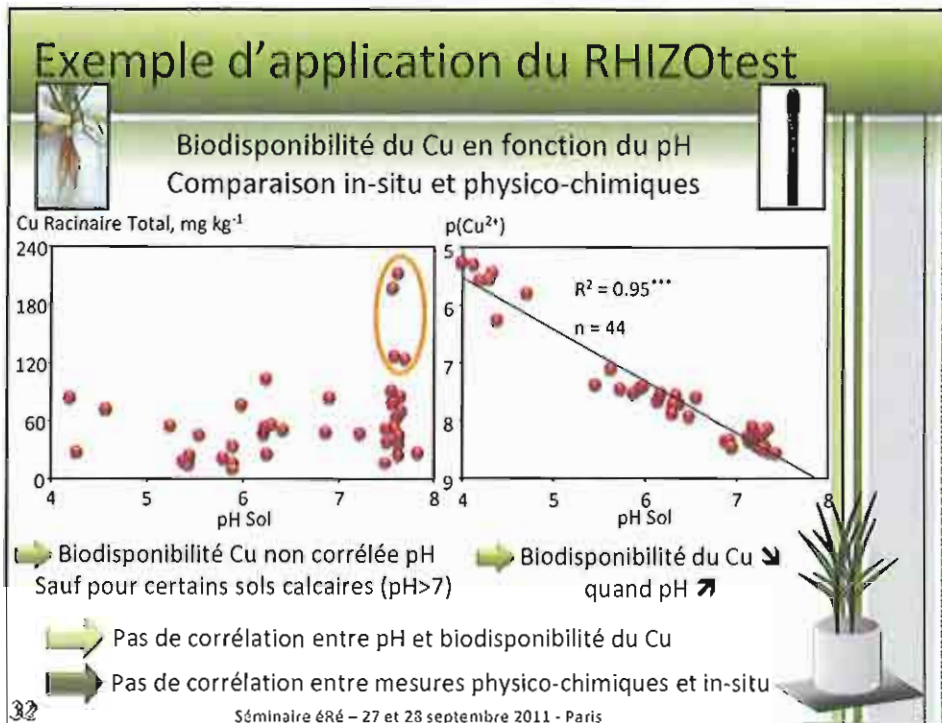 Exemple d'application du RHIZOtest
Biodisponibilité du Cu en fonction du pH
Comparaison in-situ et physico-chimiques
Cu Racinaire Total, mg kg⁻¹
240
180
120
60
0
4 5 6 7 8
pH Sol
p(Cu²⁺)
5
6
7
8
9
R² = 0.95***
n = 44
4 5 6 7 8
pH Sol
Biodisponibilité Cu non corrélée pH
Sauf pour certains sols calcaires (pH>7)
Biodisponibilité du Cu ↘
quand pH ↗
Pas de corrélation entre pH et biodisponibilité du Cu
Pas de corrélation entre mesures physico-chimiques et in-situ
Séminaire éRé – 27 et 28 septembre 2011 - Paris